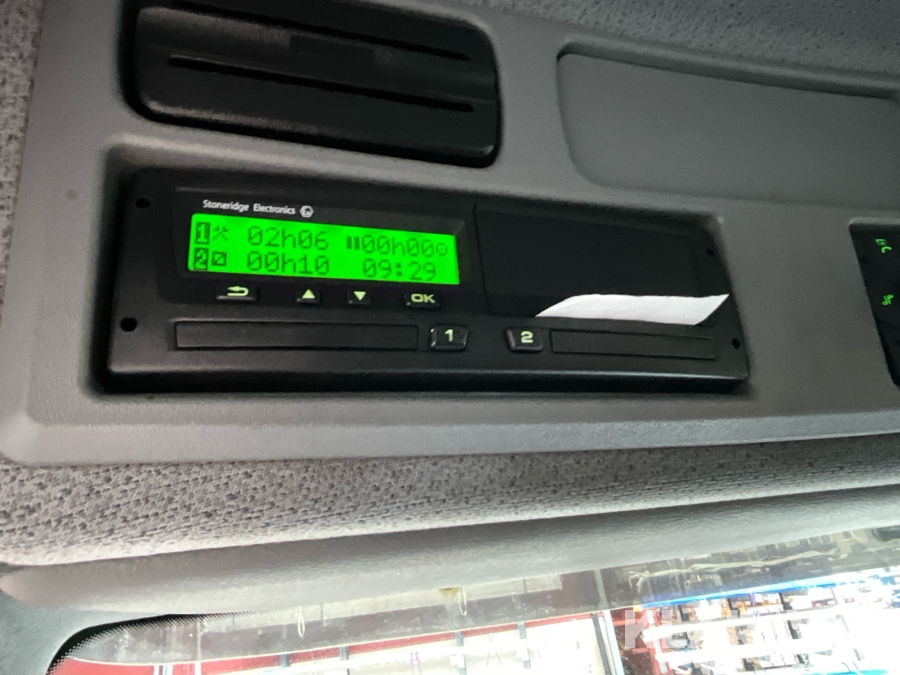 Stoneridge Electronics
1 02h06 00h00
2 00h10 09:29
OK
1
2